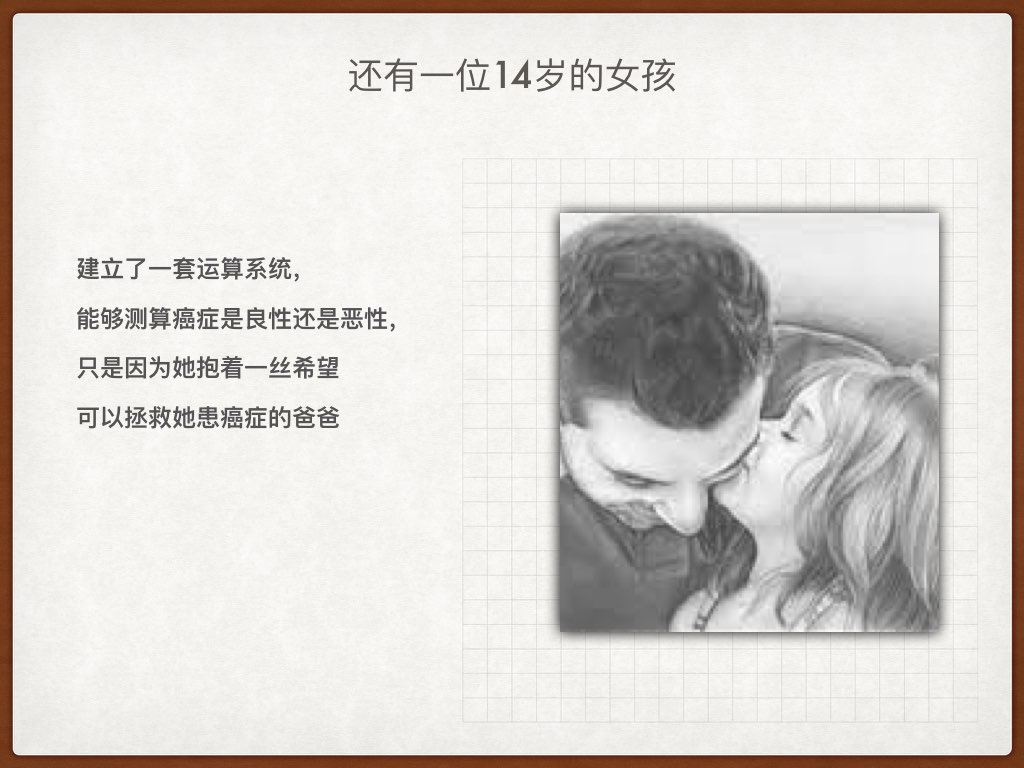 还有一位14岁的女孩
建立了一套运算系统，
能够测算癌症是良性还是恶性，
只是因为她抱着一丝希望
可以拯救她患癌症的爸爸